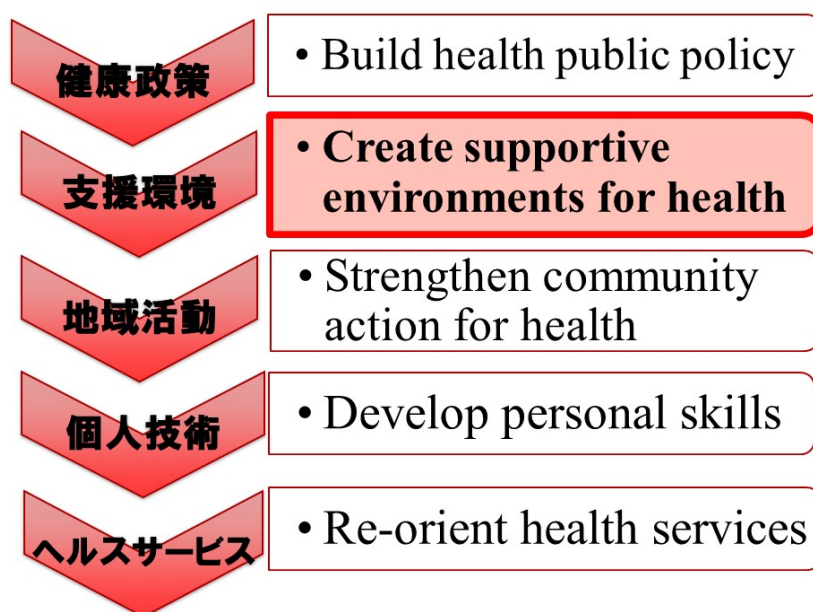 健康政策
• Build health public policy
支援環境
• Create supportive
environments for health
地域活動
• Strengthen community
action for health
個人技術
• Develop personal skills
ヘルスサービス
• Re-orient health services